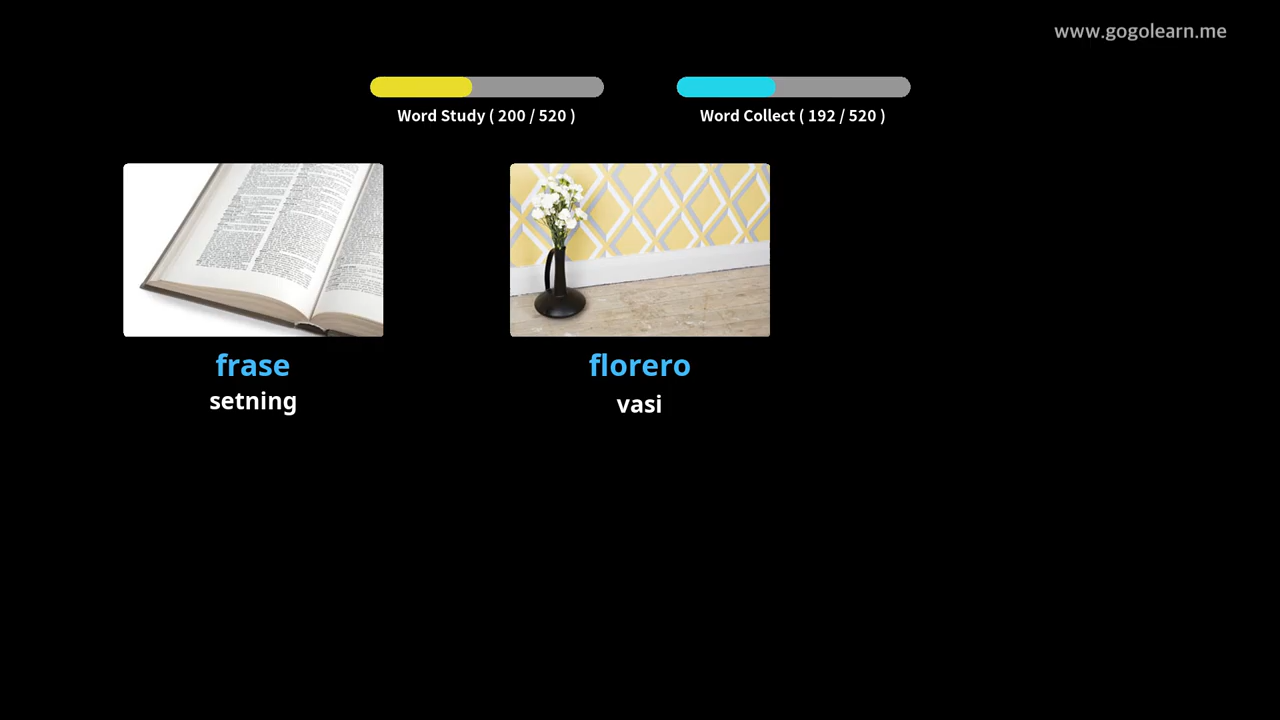 www.gogolearn.me
Word Study ( 200 / 520 )
Word Collect ( 192 / 520 )
frase
setning
florero
vasi